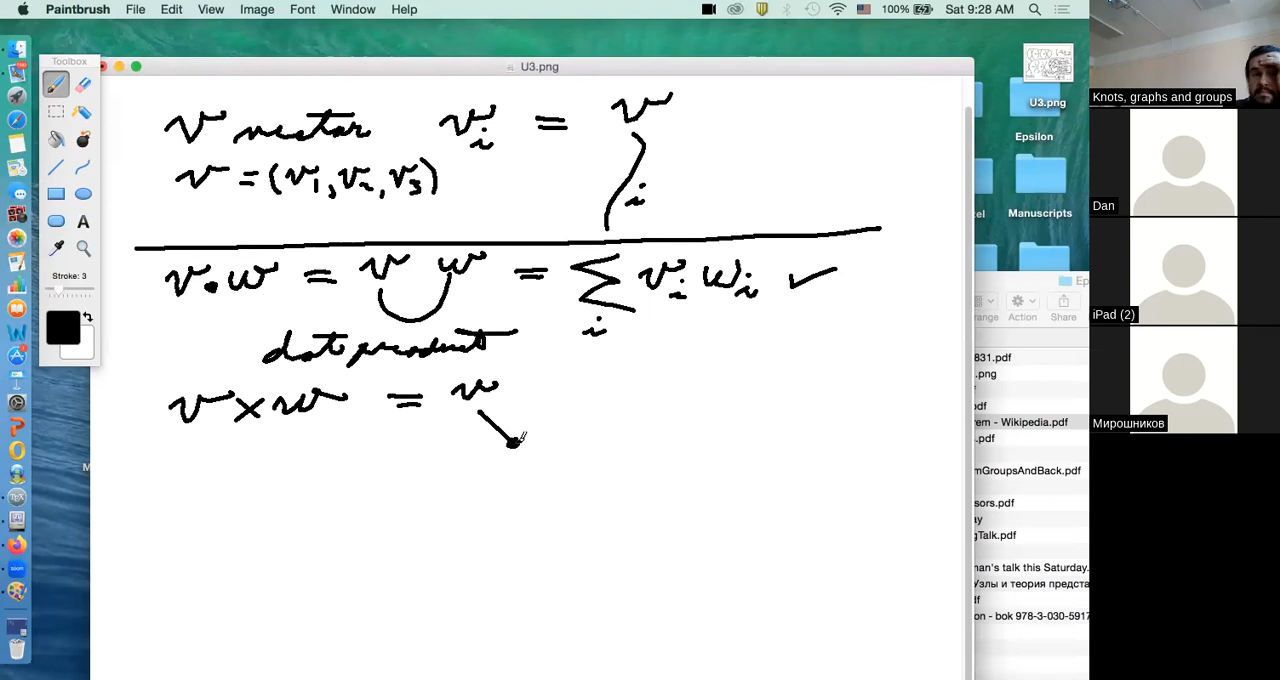 Paintbrush File Edit View Image Font Window Help 100% Sat 9:28 AM
Toolbox
U3.png
Stroke: 3
v vector v_i = v
i
v = (v_1, v_2, v_3)
v · w = v w = ∑ v_i w_i ✓
i
dot product
v × w = v
U3.png
Epsilon
Manuscripts
Action Share
831.pdf
.png
rem - Wikipedia.pdf
mGroupsAndBack.pdf
sors.pdf
ay
gTalk.pdf
nan's talk this Saturday.
Узлы и теория предста
on - bok 978-3-030-5917
Knots, graphs and groups
Dan
iPad (2)
Мирошников